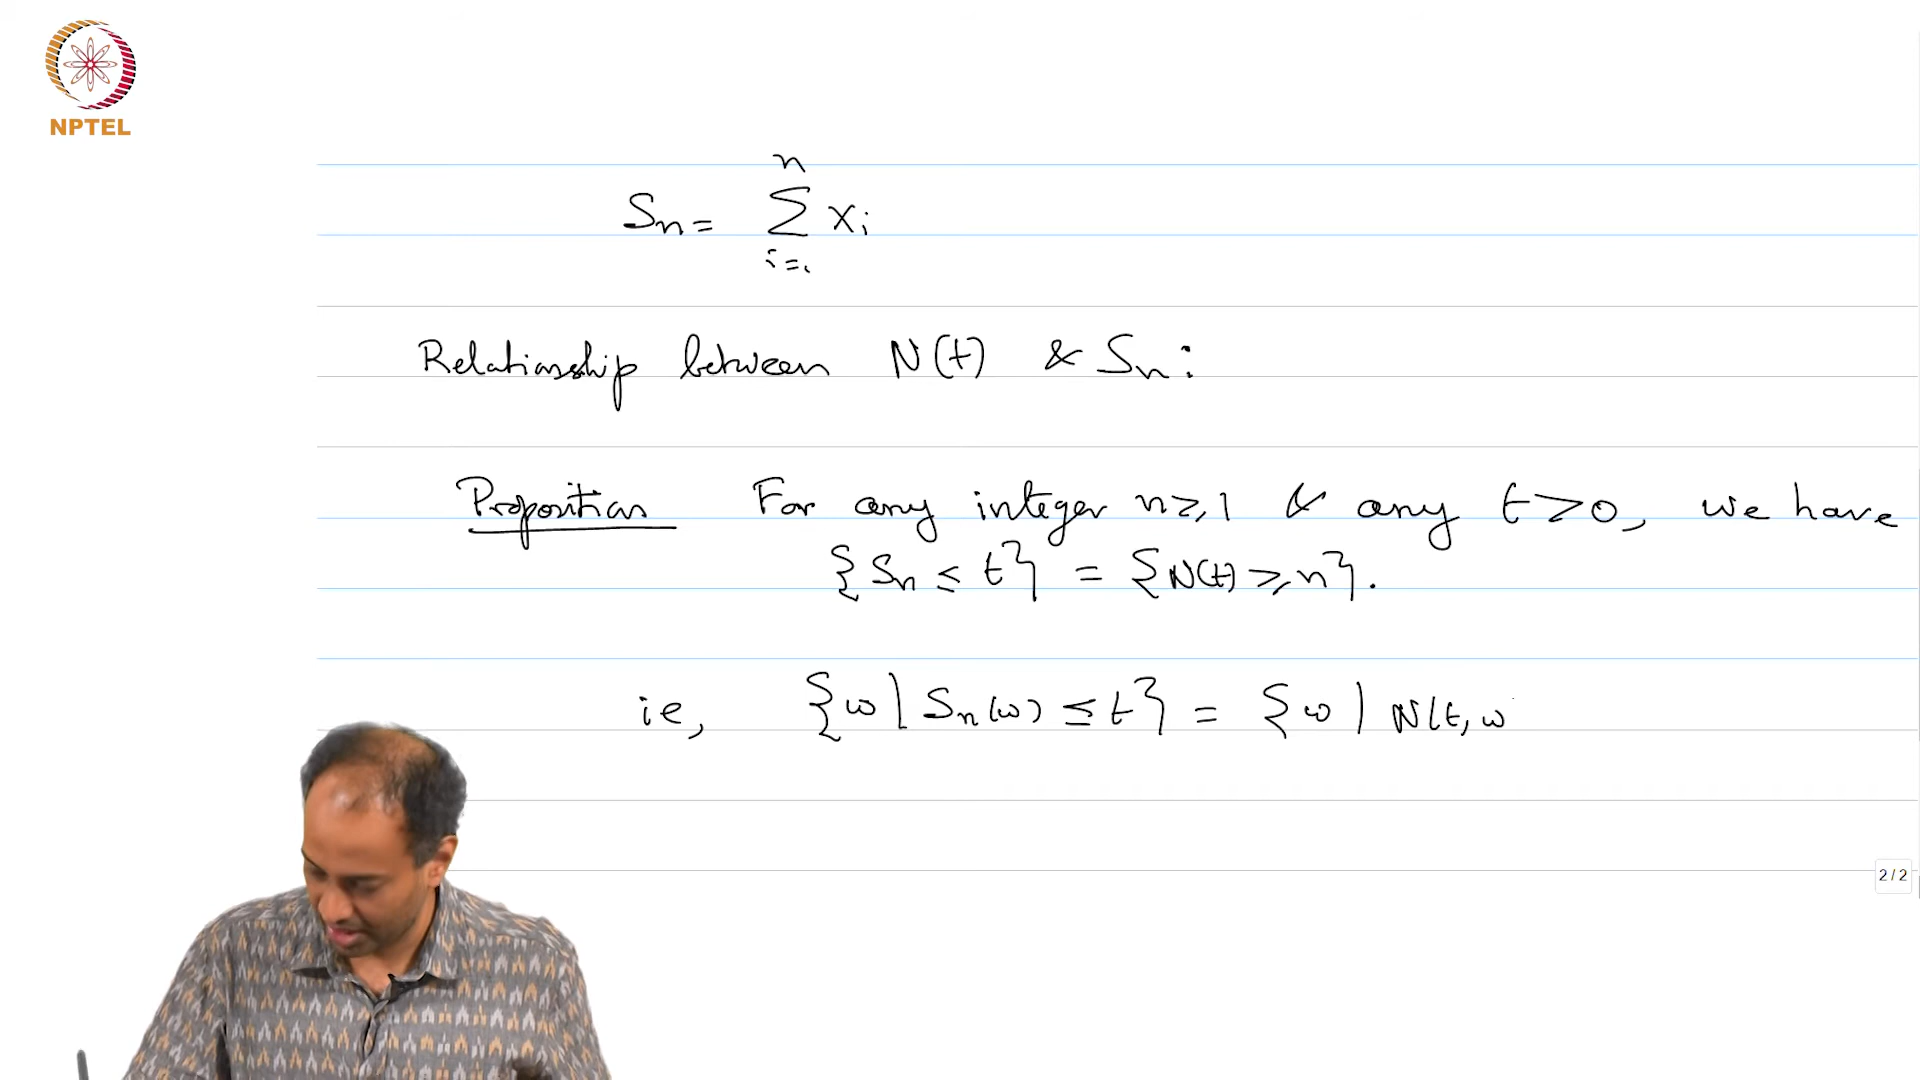 NPTEL
n
Sn = Σ Xi
i=1
Relationship between N(t) & Sn :
Proposition For any integer n ≥ 1 & any t > 0, we have
{Sn ≤ t} = {N(t) ≥ n}.
ie, {ω | Sn(ω) ≤ t} = {ω | N(t, ω
2 / 2